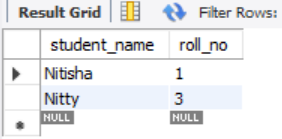 Result Grid Filter Rows:
student_name roll_no
Nitisha 1
Nitty 3
NULL NULL